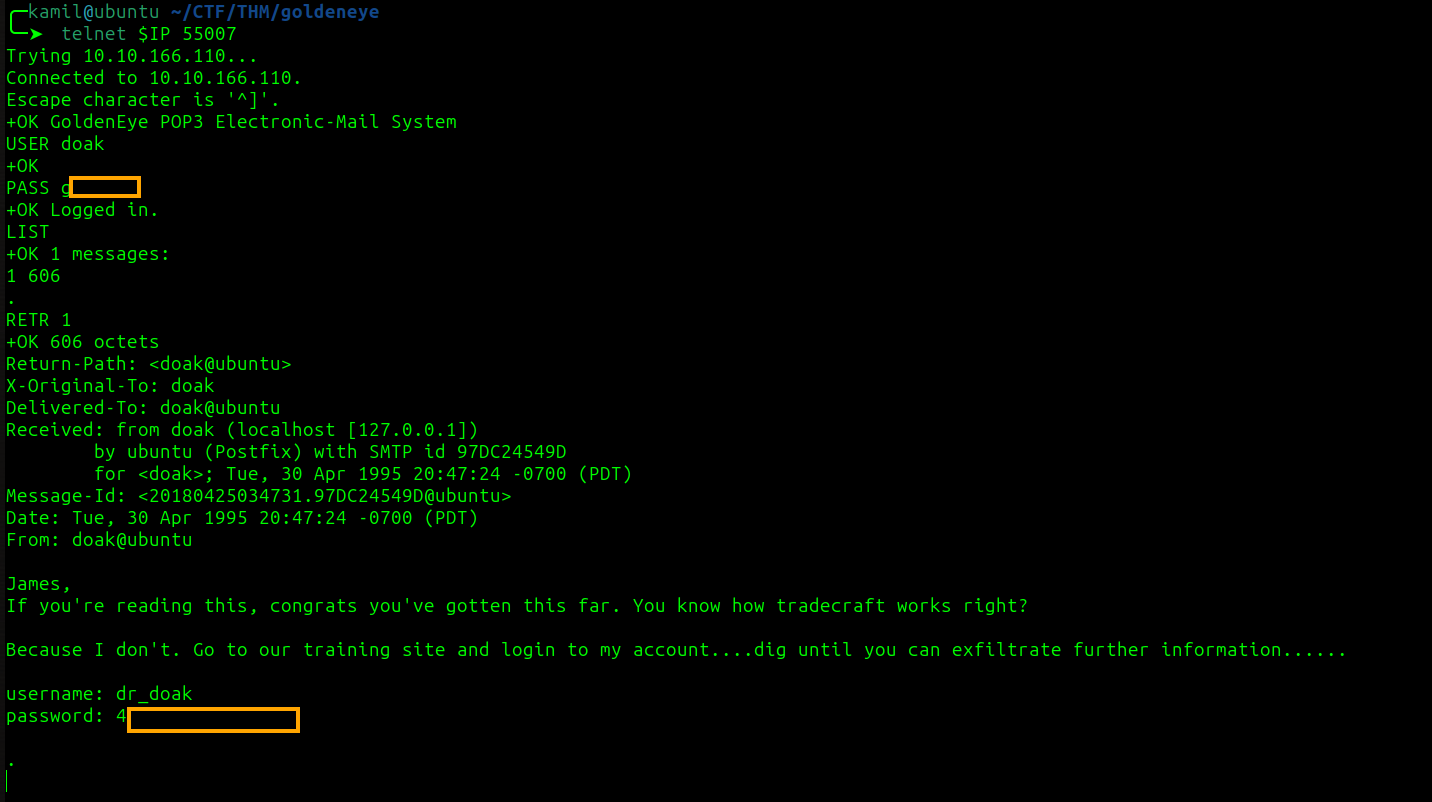 kamil@ubuntu ~/CTF/THM/goldeneye
➤ telnet $IP 55007
Trying 10.10.166.110...
Connected to 10.10.166.110.
Escape character is '^]'.
+OK GoldenEye POP3 Electronic-Mail System
USER doak
+OK
PASS g
+OK Logged in.
LIST
+OK 1 messages:
1 606
.
RETR 1
+OK 606 octets
Return-Path: <doak@ubuntu>
X-Original-To: doak
Delivered-To: doak@ubuntu
Received: from doak (localhost [127.0.0.1])
        by ubuntu (Postfix) with SMTP id 97DC24549D
        for <doak>; Tue, 30 Apr 1995 20:47:24 -0700 (PDT)
Message-Id: <20180425034731.97DC24549D@ubuntu>
Date: Tue, 30 Apr 1995 20:47:24 -0700 (PDT)
From: doak@ubuntu

James,
If you're reading this, congrats you've gotten this far. You know how tradecraft works right?

Because I don't. Go to our training site and login to my account....dig until you can exfiltrate further information......

username: dr_doak
password: 4

.